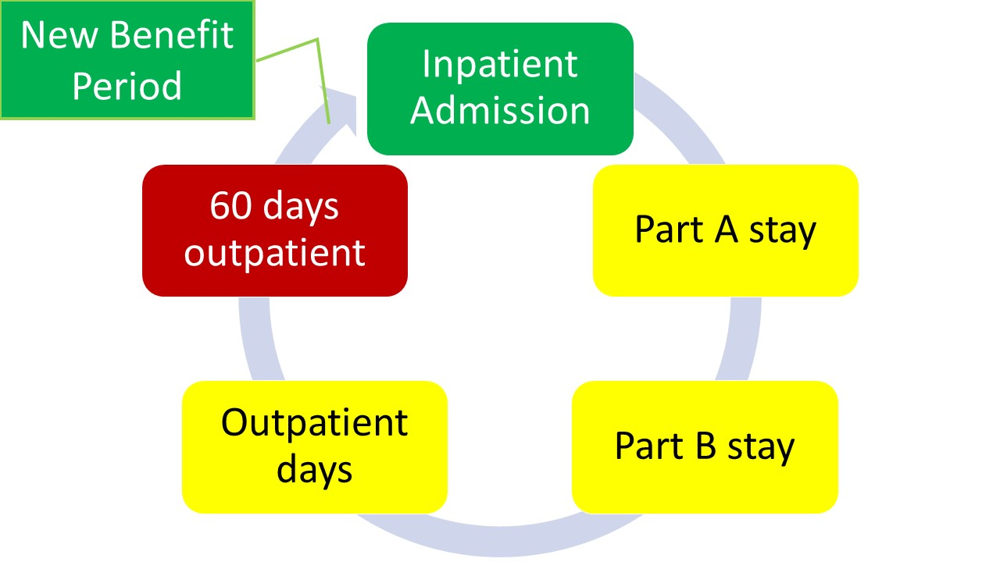 New Benefit
Period
Inpatient
Admission
Part A stay
Part B stay
Outpatient
days
60 days
outpatient